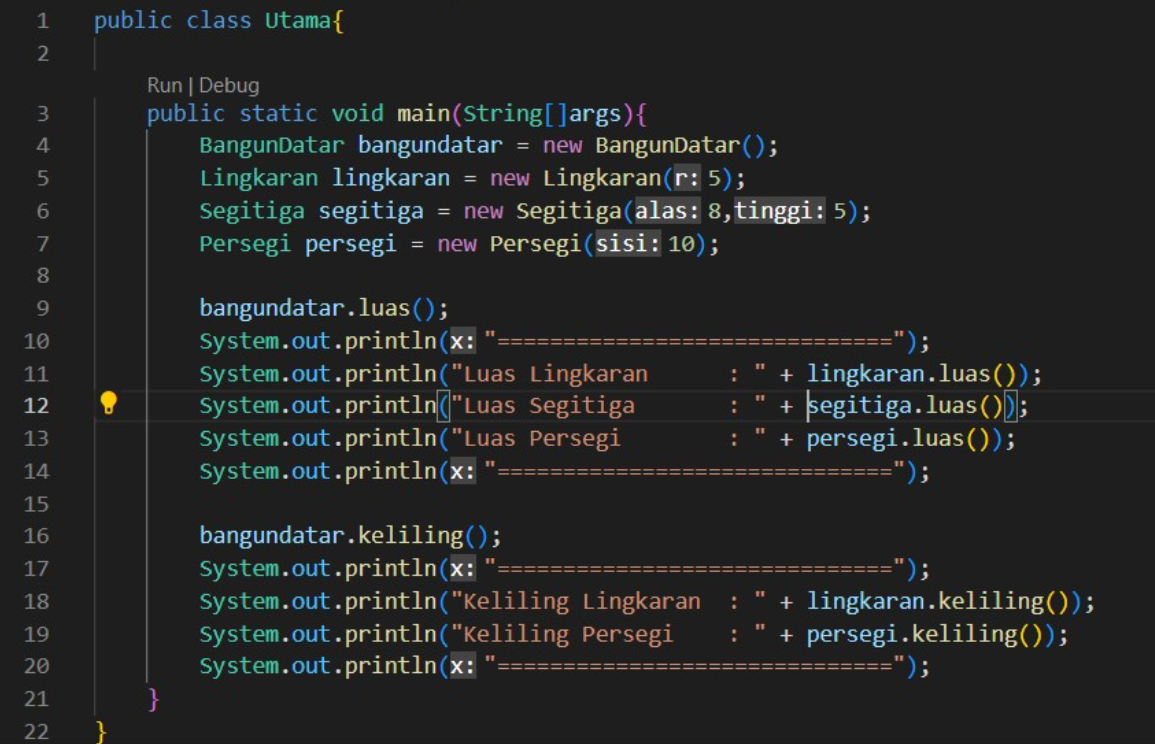 1 public class Utama{
2
Run | Debug
3 public static void main(String[]args){
4 BangunDatar bangundatar = new BangunDatar();
5 Lingkaran lingkaran = new Lingkaran(r: 5);
6 Segitiga segitiga = new Segitiga(alas: 8,tinggi: 5);
7 Persegi persegi = new Persegi(sisi: 10);
8
9 bangundatar.luas();
10 System.out.println(x: "==============================");
11 System.out.println("Luas Lingkaran      : " + lingkaran.luas());
12 System.out.println("Luas Segitiga       : " + segitiga.luas());
13 System.out.println("Luas Persegi        : " + persegi.luas());
14 System.out.println(x: "==============================");
15
16 bangundatar.keliling();
17 System.out.println(x: "==============================");
18 System.out.println("Keliling Lingkaran  : " + lingkaran.keliling());
19 System.out.println("Keliling Persegi    : " + persegi.keliling());
20 System.out.println(x: "==============================");
21 }
22 }